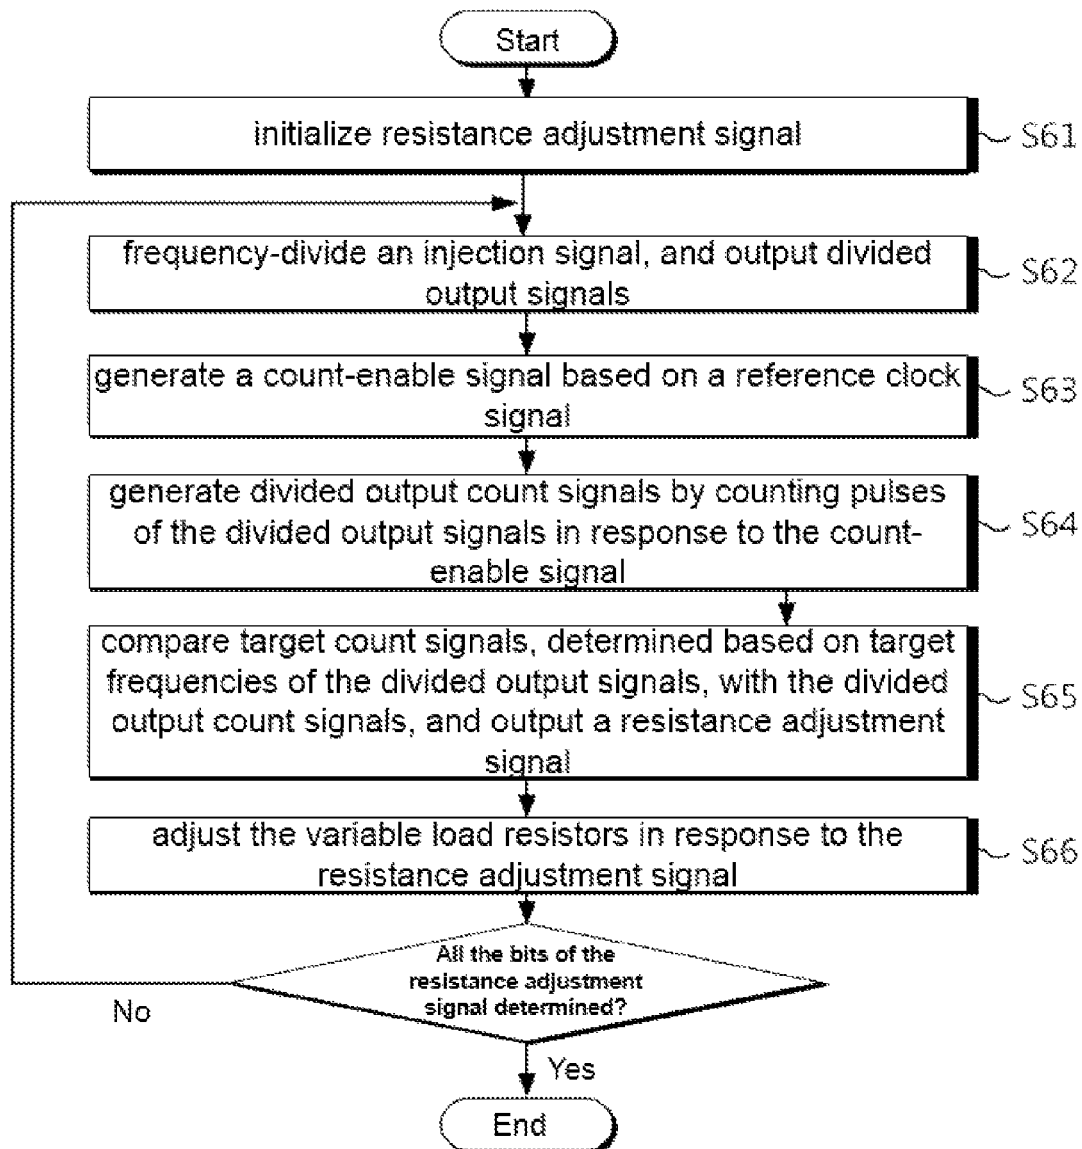 Start
initialize resistance adjustment signal
S61
frequency-divide an injection signal, and output divided
output signals
S62
generate a count-enable signal based on a reference clock
signal
S63
generate divided output count signals by counting pulses
of the divided output signals in response to the count-
enable signal
S64
compare target count signals, determined based on target
frequencies of the divided output signals, with the divided
output count signals, and output a resistance adjustment
signal
S65
adjust the variable load resistors in response to the
resistance adjustment signal
S66
All the bits of the
resistance adjustment
signal determined?
No
Yes
End